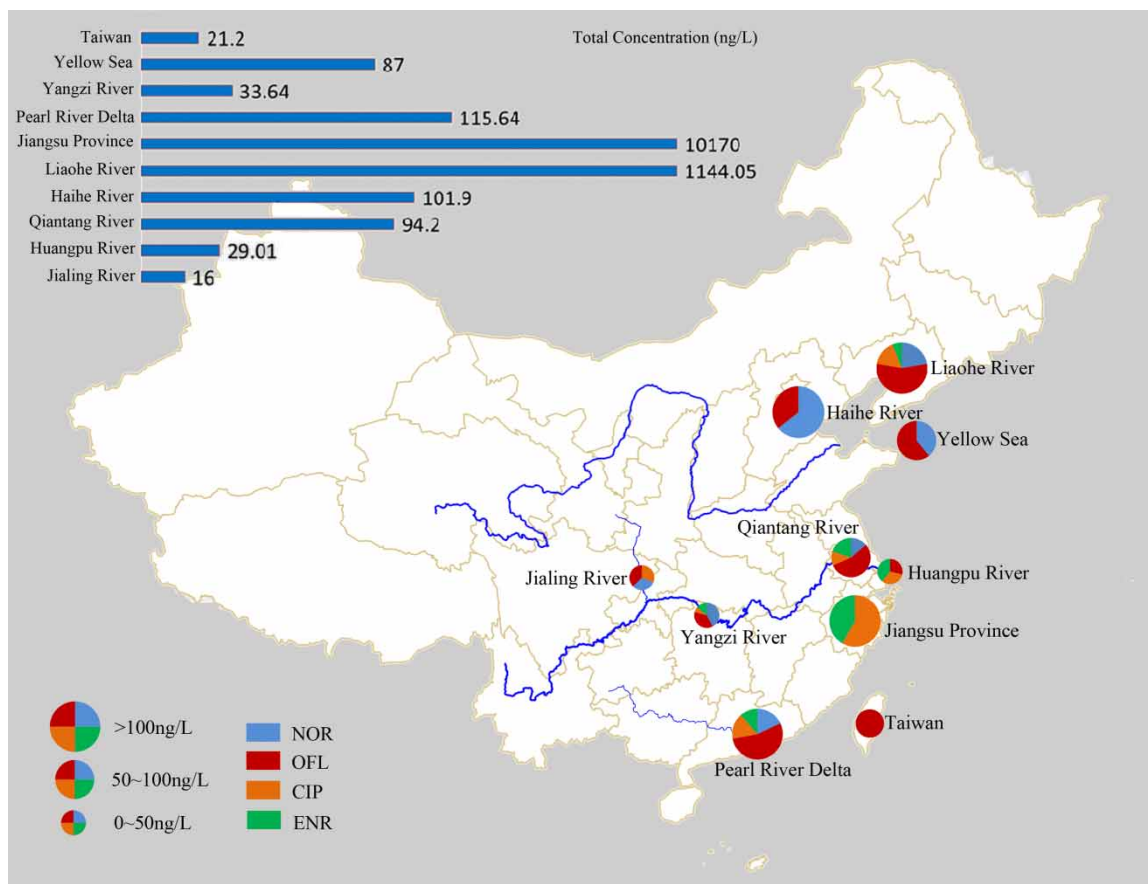 Total Concentration (ng/L)
Taiwan 21.2
Yellow Sea 87
Yangzi River 33.64
Pearl River Delta 115.64
Jiangsu Province 10170
Liaohe River 1144.05
Haihe River 101.9
Qiantang River 94.2
Huangpu River 29.01
Jialing River 16
Liaohe River
Haihe River
Yellow Sea
Qiantang River
Jialing River
Huangpu River
Yangzi River
Jiangsu Province
Taiwan
Pearl River Delta
>100ng/L
50~100ng/L
0~50ng/L
NOR
OFL
CIP
ENR